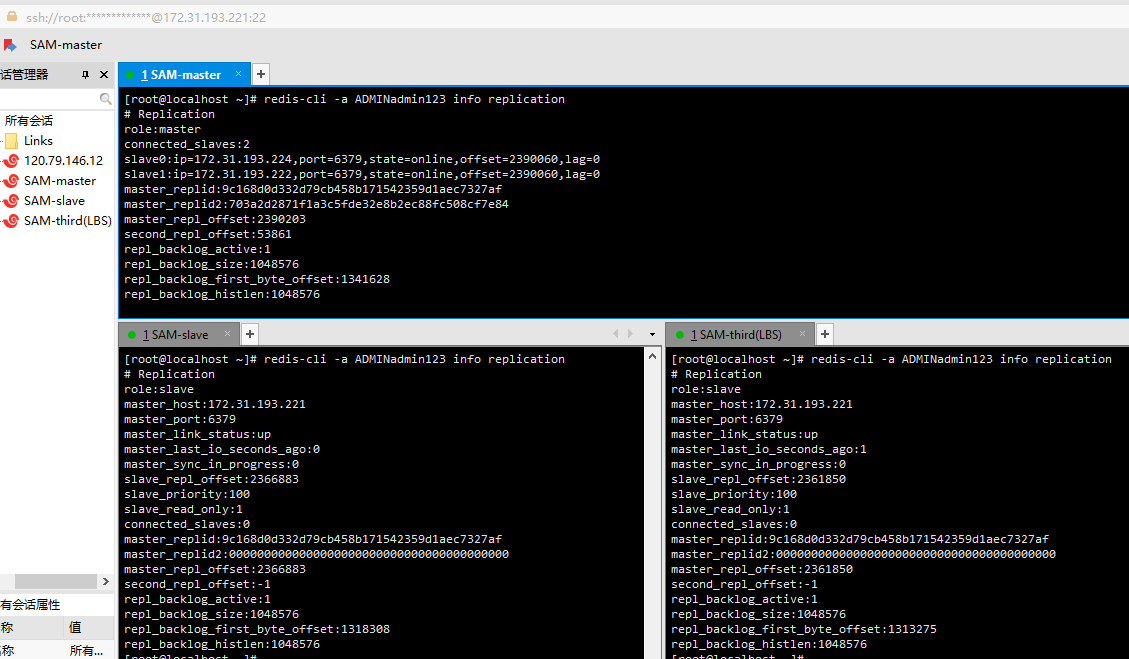 ssh://root:*************@172.31.193.221:22
SAM-master
话管理器
所有会话
Links
120.79.146.12
SAM-master
SAM-slave
SAM-third(LBS)
有会话属性
称 值
称 所有...
1 SAM-master × +
[root@localhost ~]# redis-cli -a ADMINadmin123 info replication
# Replication
role:master
connected_slaves:2
slave0:ip=172.31.193.224,port=6379,state=online,offset=2390060,lag=0
slave1:ip=172.31.193.222,port=6379,state=online,offset=2390060,lag=0
master_replid:9c168d0d332d79cb458b171542359d1aec7327af
master_replid2:703a2d2871f1a3c5fde32e8b2ec88fc508cf7e84
master_repl_offset:2390203
second_repl_offset:53861
repl_backlog_active:1
repl_backlog_size:1048576
repl_backlog_first_byte_offset:1341628
repl_backlog_histlen:1048576
1 SAM-slave × +
[root@localhost ~]# redis-cli -a ADMINadmin123 info replication
# Replication
role:slave
master_host:172.31.193.221
master_port:6379
master_link_status:up
master_last_io_seconds_ago:0
master_sync_in_progress:0
slave_repl_offset:2366883
slave_priority:100
slave_read_only:1
connected_slaves:0
master_replid:9c168d0d332d79cb458b171542359d1aec7327af
master_replid2:0000000000000000000000000000000000000000
master_repl_offset:2366883
second_repl_offset:-1
repl_backlog_active:1
repl_backlog_size:1048576
repl_backlog_first_byte_offset:1318308
repl_backlog_histlen:1048576
[root@localhost ~]#
1 SAM-third(LBS) × +
[root@localhost ~]# redis-cli -a ADMINadmin123 info replication
# Replication
role:slave
master_host:172.31.193.221
master_port:6379
master_link_status:up
master_last_io_seconds_ago:1
master_sync_in_progress:0
slave_repl_offset:2361850
slave_priority:100
slave_read_only:1
connected_slaves:0
master_replid:9c168d0d332d79cb458b171542359d1aec7327af
master_replid2:0000000000000000000000000000000000000000
master_repl_offset:2361850
second_repl_offset:-1
repl_backlog_active:1
repl_backlog_size:1048576
repl_backlog_first_byte_offset:1313275
repl_backlog_histlen:1048576
[root@localhost ~]#